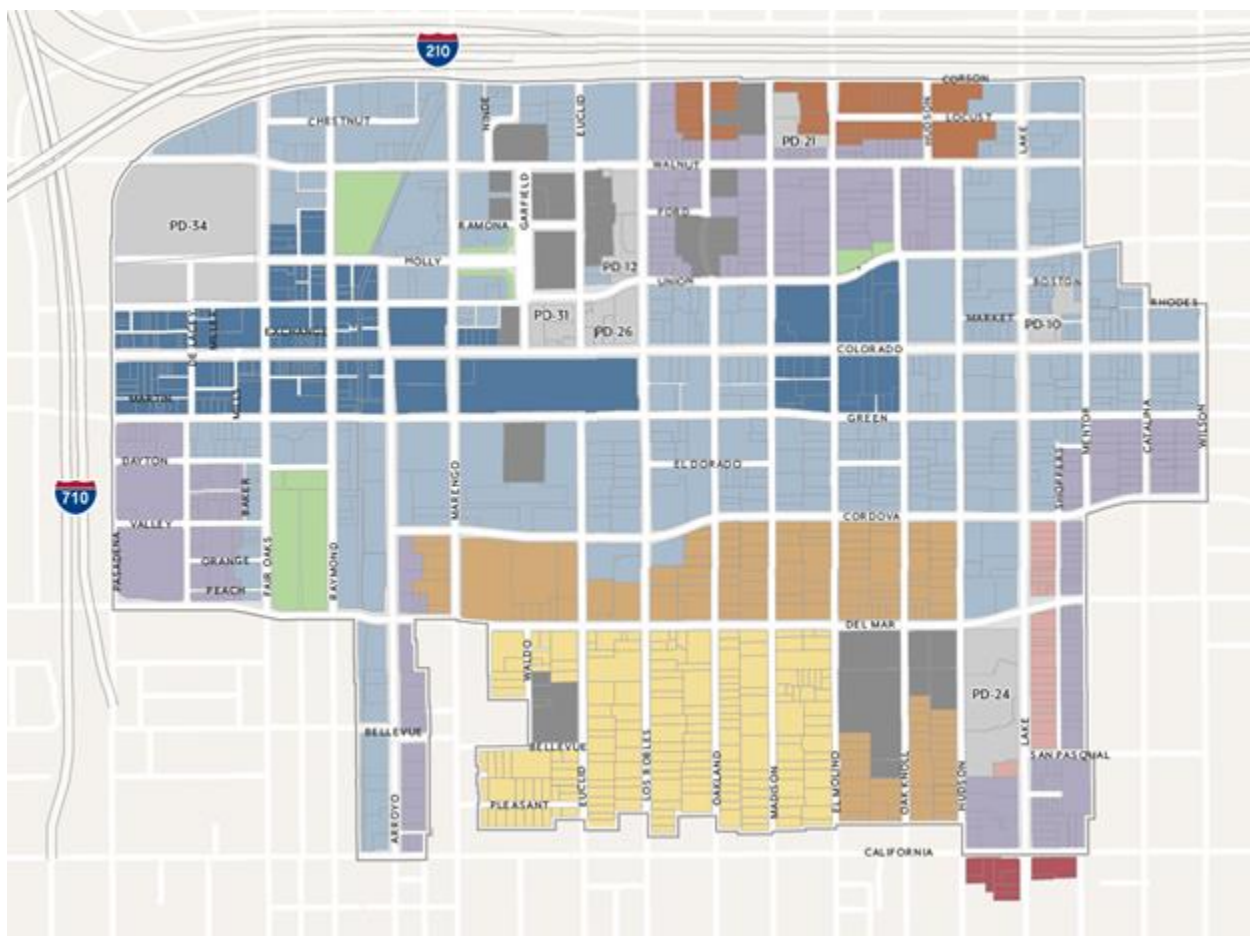 210
CORSON
HUDSON
LOCUST
LAKE
CHESTNUT
HINDE
EUCLID
PD-21
WALNUT
GARFIELD
FORD
PD-34
RAMONA
HOLLY
PD-12
UNION
BOSTON
RHODES
DE LACEY
MILLER
EXCHANGE
PD-31
PD-26
MARKET
PD-10
COLORADO
MARTIN
MILLS
GREEN
MENTOR
CATALINA
WILSON
DAYTON
EL DORADO
SHOPPERS
710
BAKER
MARENGO
VALLEY
CORDOVA
PASADENA
ORANGE
FAIR OAKS
RAYMOND
PEACH
DEL MAR
WALDO
PD-24
BELLEVUE
BELLEVUE
EUCLID
LOS ROBLES
OAKLAND
MADISON
EL MOLINO
OAK KNOLL
HUDSON
LAKE
SAN PASQUAL
PLEASANT
ARROYO
CALIFORNIA